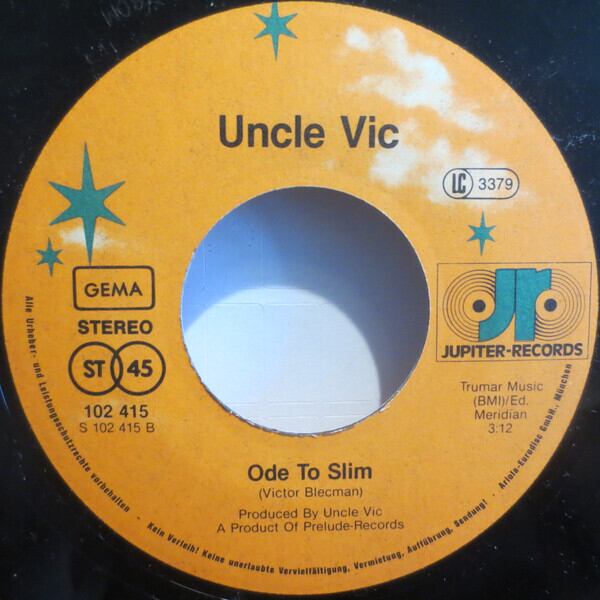 Uncle Vic
LC 3379
GEMA
STEREO
ST 45
102 415
S 102 415 B
jr
JUPITER-RECORDS
Trumar Music
(BMI)/Ed.
Meridian
3:12
Ode To Slim
(Victor Blecman)
Produced By Uncle Vic
A Product Of Prelude-Records
Alle Urheber- und Leistungsschutzrechte vorbehalten - Kein Verleih! Keine unerlaubte Vervielfältigung, Vermietung, Aufführung, Sendung! - Ariola-Eurodisc GmbH., München